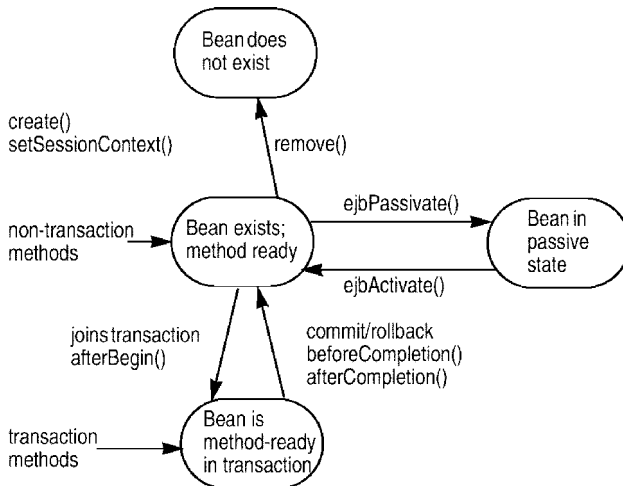 Bean does
not exist
create()
setSessionContext()
remove()
non-transaction
methods
Bean exists;
method ready
ejbPassivate()
Bean in
passive
state
ejbActivate()
joins transaction
afterBegin()
commit/rollback
beforeCompletion()
afterCompletion()
transaction
methods
Bean is
method-ready
in transaction